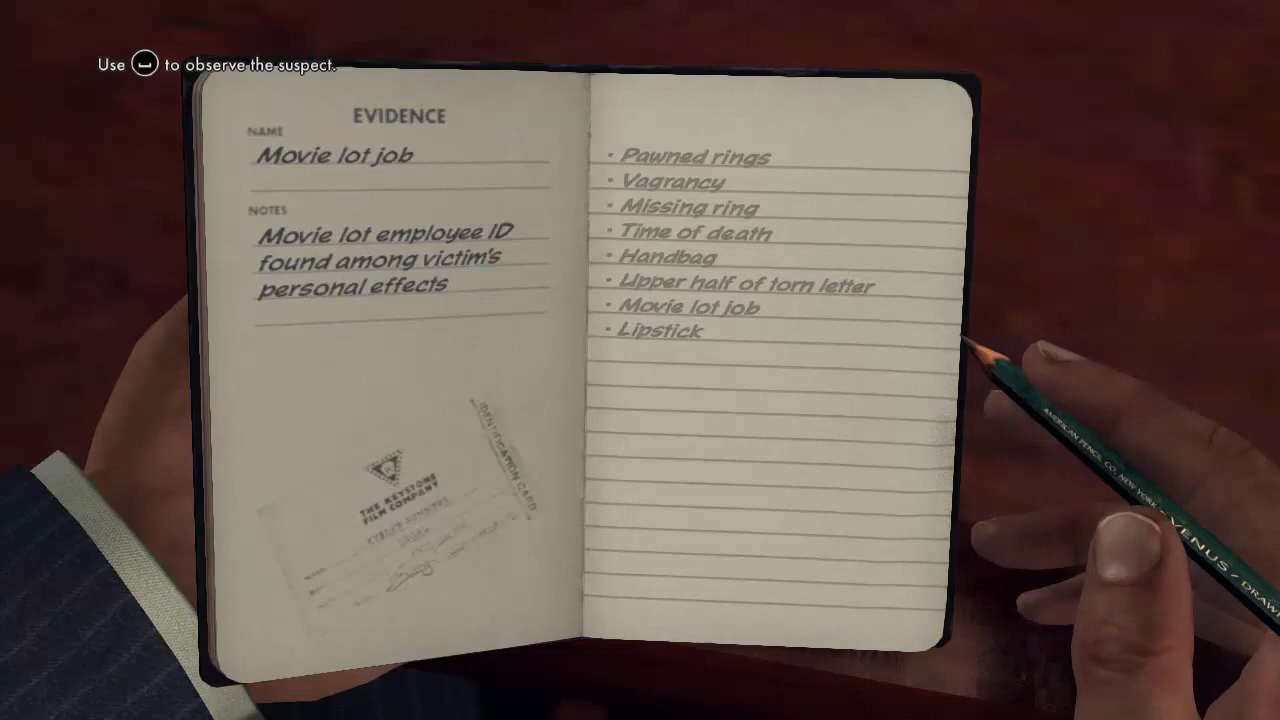 Use to observe the suspect.
EVIDENCE
NAME
Movie lot job
NOTES
Movie lot employee ID
found among victim's
personal effects
IDENTIFICATION CARD
THE KEYSTONE
FILM COMPANY
• Pawned rings
• Vagrancy
• Missing ring
• Time of death
• Handbag
• Upper half of torn letter
• Movie lot job
• Lipstick
AMERICAN PENCIL CO. NEW YORK
VENUS / DRAW